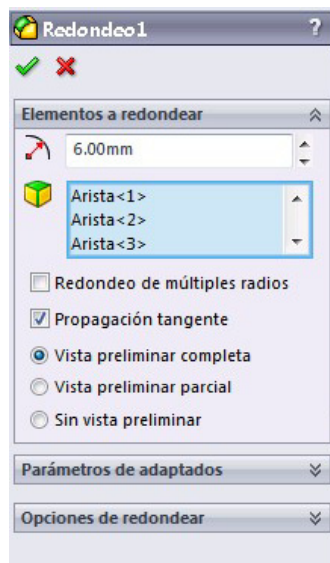 Redondeo1 ?
Elementos a redondear
6.00mm
Arista<1>
Arista<2>
Arista<3>
Redondeo de múltiples radios
Propagación tangente
Vista preliminar completa
Vista preliminar parcial
Sin vista preliminar
Parámetros de adaptados
Opciones de redondear